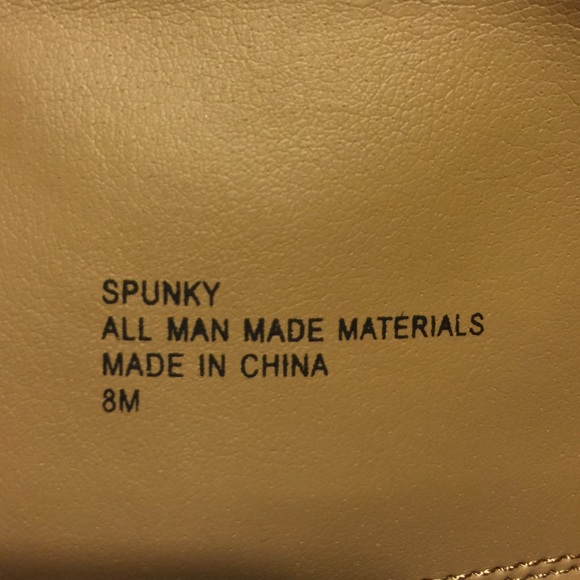 SPUNKY
ALL MAN MADE MATERIALS
MADE IN CHINA
8M